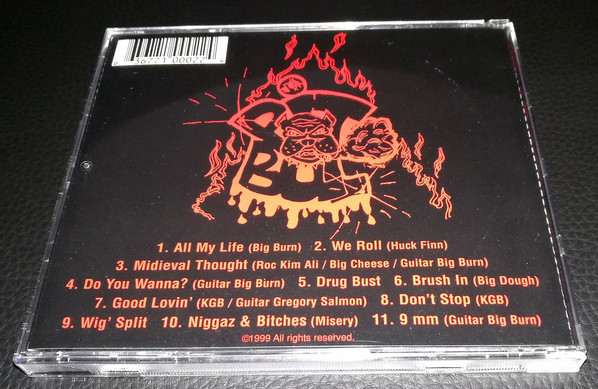 36771 00022
1. All My Life (Big Burn) 2. We Roll (Huck Finn)
3. Midieval Thought (Roc Kim Ali / Big Cheese / Guitar Big Burn)
4. Do You Wanna? (Guitar Big Burn) 5. Drug Bust 6. Brush In (Big Dough)
7. Good Lovin' (KGB / Guitar Gregory Salmon) 8. Don't Stop (KGB)
9. Wig' Split 10. Niggaz & Bitches (Misery) 11. 9 mm (Guitar Big Burn)
©1999 All rights reserved.